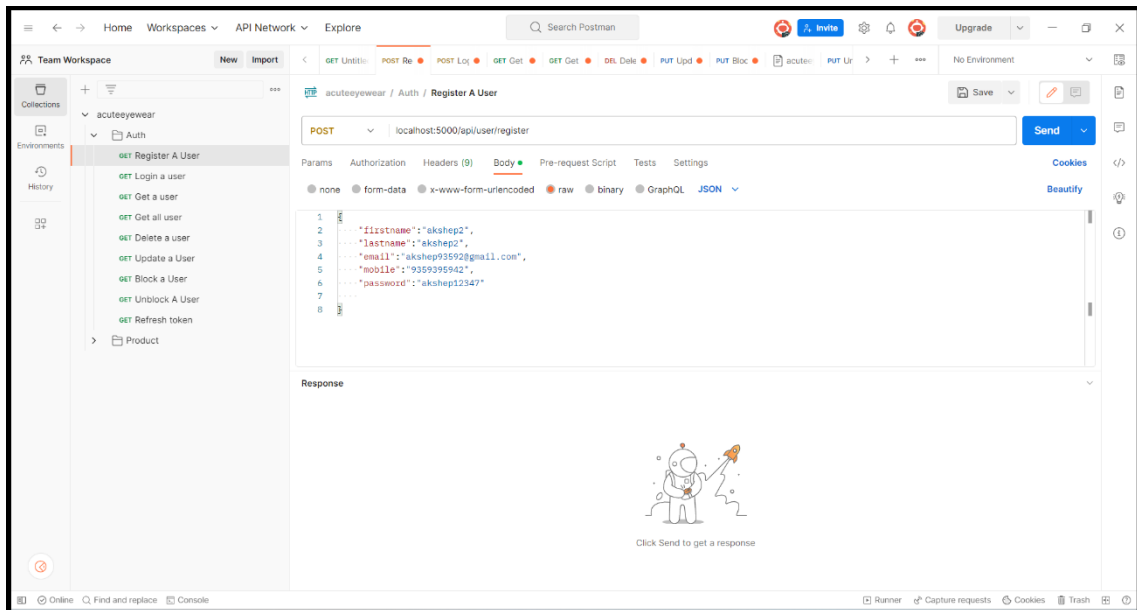 Home Workspaces API Network Explore Search Postman Invite Upgrade
Team Workspace New Import GET Untitle POST Re POST Log GET Get GET Get DEL Dele PUT Upd PUT Bloc acutee PUT Ur No Environment
Collections
Environments
History
acuteeyewear
Auth
GET Register A User
GET Login a user
GET Get a user
GET Get all user
GET Delete a user
GET Update a User
GET Block a User
GET Unblock A User
GET Refresh token
Product
HTTP acuteeyewear / Auth / Register A User Save
POST localhost:5000/api/user/register Send
Params Authorization Headers (9) Body Pre-request Script Tests Settings Cookies
none form-data x-www-form-urlencoded raw binary GraphQL JSON Beautify
1 {
2 "firstname":"akshep2",
3 "lastname":"akshep2",
4 "email":"akshep93592@gmail.com",
5 "mobile":"9359395942",
6 "password":"akshep12347"
7
8 }
Response
Click Send to get a response
Online Find and replace Console Runner Capture requests Cookies Trash